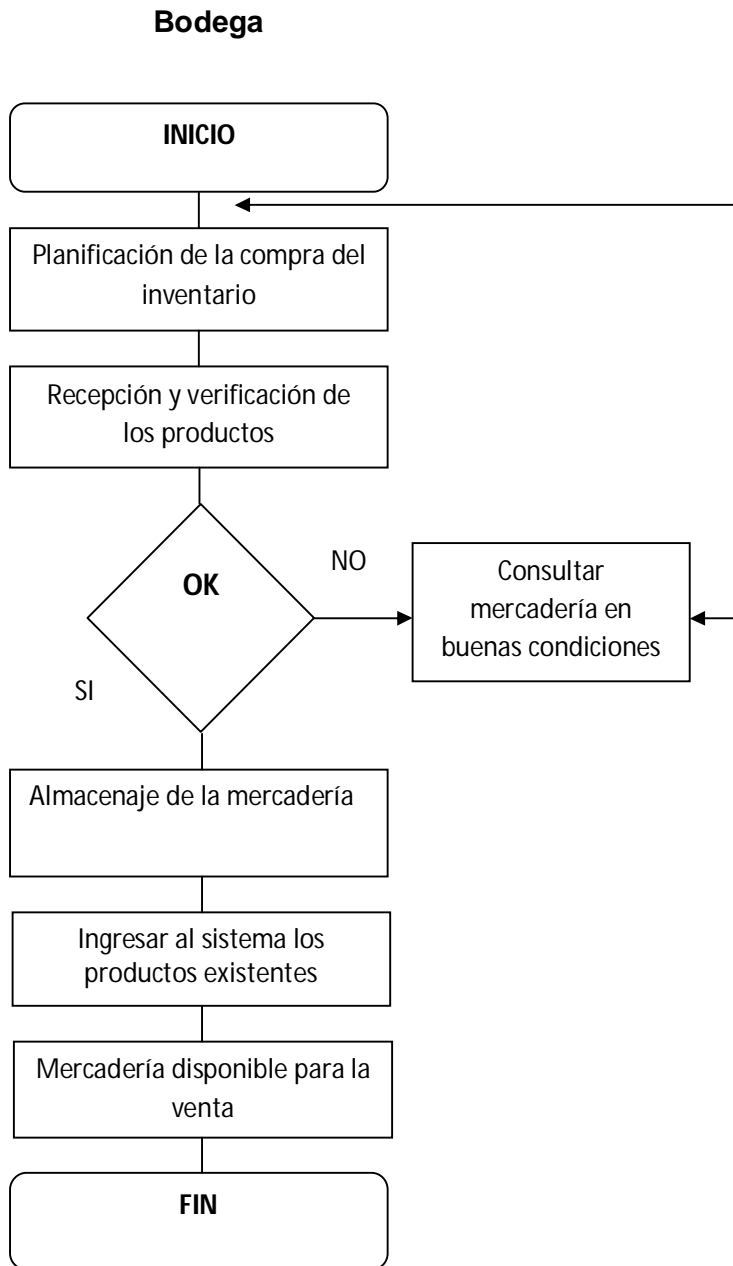 Bodega
INICIO
Planificación de la compra del
inventario
Recepción y verificación de
los productos
OK
NO
Consultar
mercadería en
buenas condiciones
SI
Almacenaje de la mercadería
Ingresar al sistema los
productos existentes
Mercadería disponible para la
venta
FIN